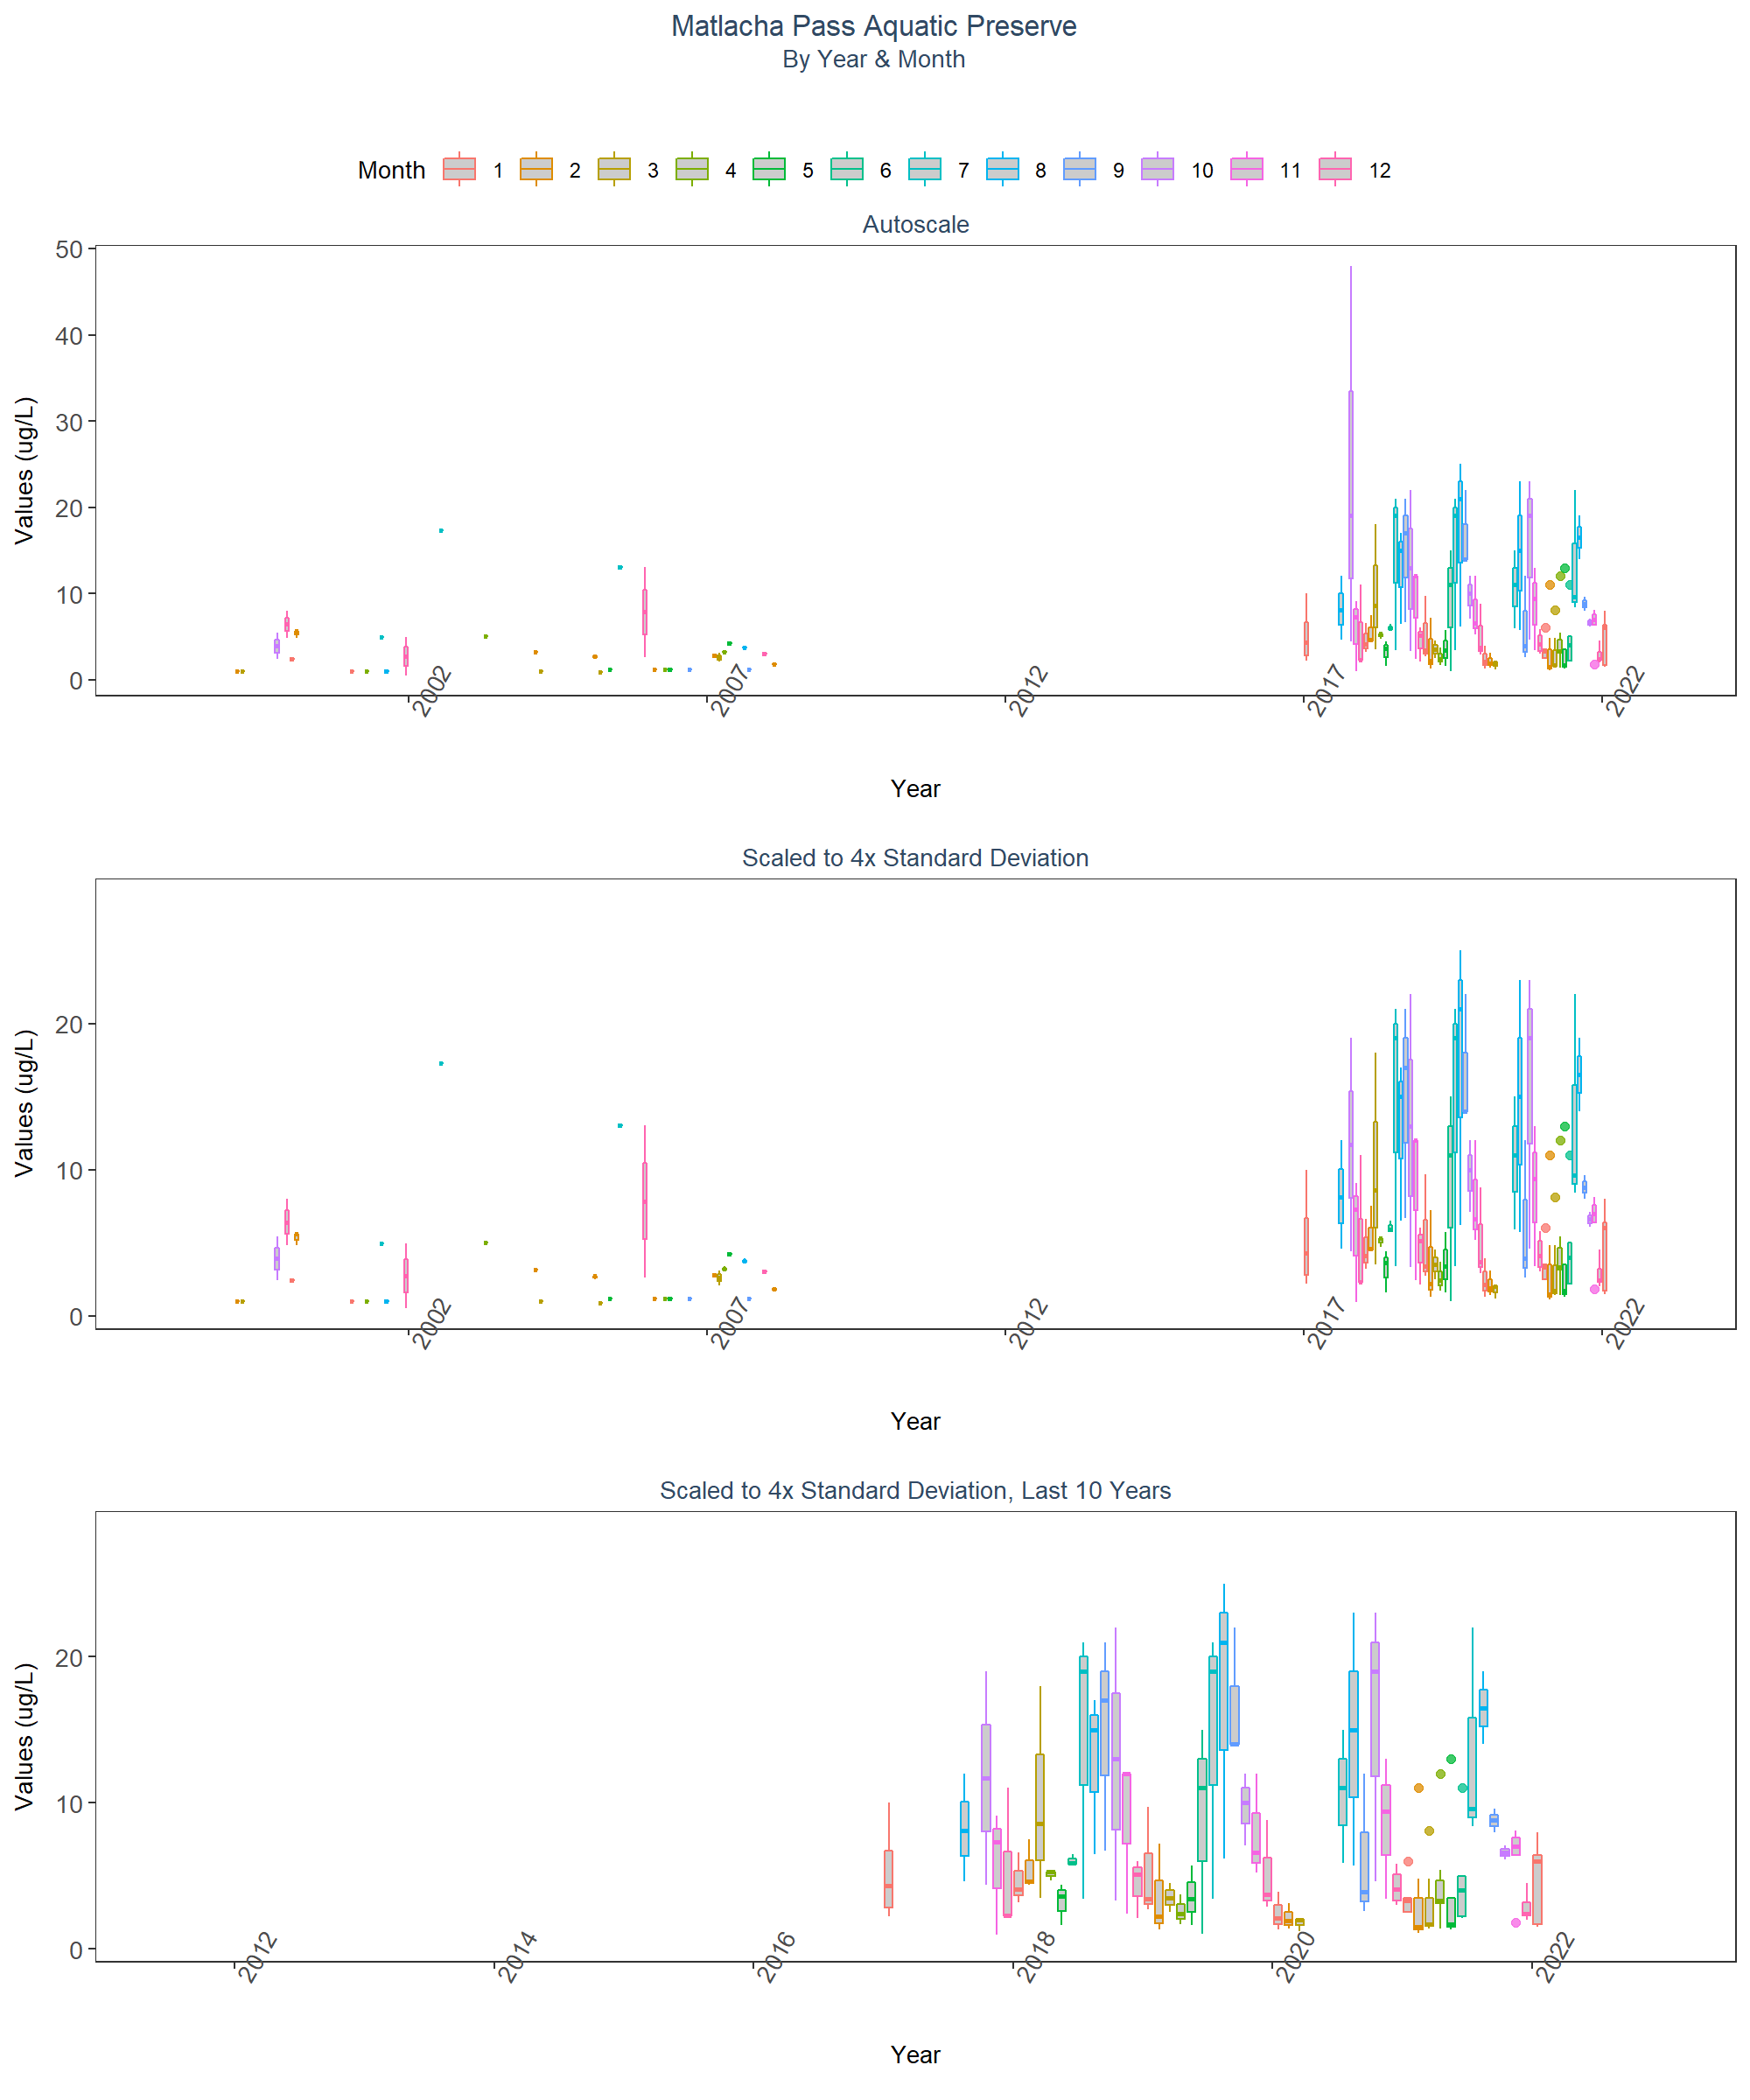 Matlacha Pass Aquatic Preserve
By Year & Month
Month 1 2 3 4 5 6 7 8 9 10 11 12
Autoscale
Values (ug/L)
50
40
30
20
10
0
2002 2007 2012 2017 2022
Year
Scaled to 4x Standard Deviation
Values (ug/L)
20
10
0
2002 2007 2012 2017 2022
Year
Scaled to 4x Standard Deviation, Last 10 Years
Values (ug/L)
20
10
0
2012 2014 2016 2018 2020 2022
Year